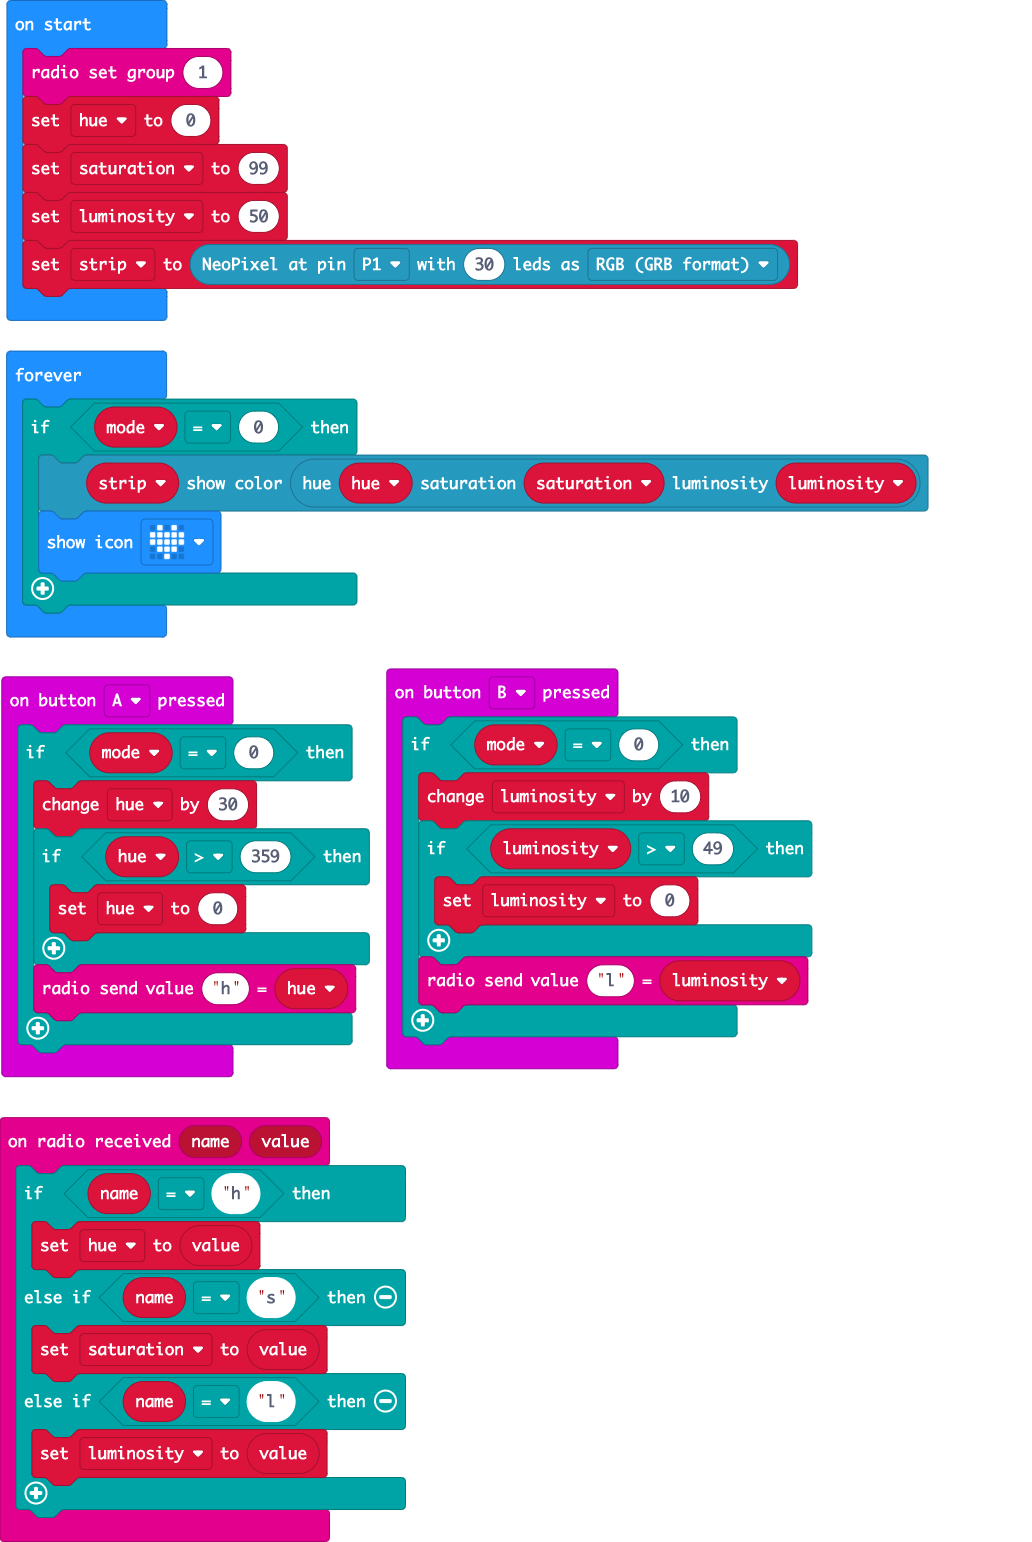 on start
radio set group 1
set hue to 0
set saturation to 99
set luminosity to 50
set strip to NeoPixel at pin P1 with 30 leds as RGB (GRB format)
forever
if mode = 0 then
strip show color hue hue saturation saturation luminosity luminosity
show icon
on button A pressed
if mode = 0 then
change hue by 30
if hue > 359 then
set hue to 0
radio send value "h" = hue
on button B pressed
if mode = 0 then
change luminosity by 10
if luminosity > 49 then
set luminosity to 0
radio send value "l" = luminosity
on radio received name value
if name = "h" then
set hue to value
else if name = "s" then
set saturation to value
else if name = "l" then
set luminosity to value